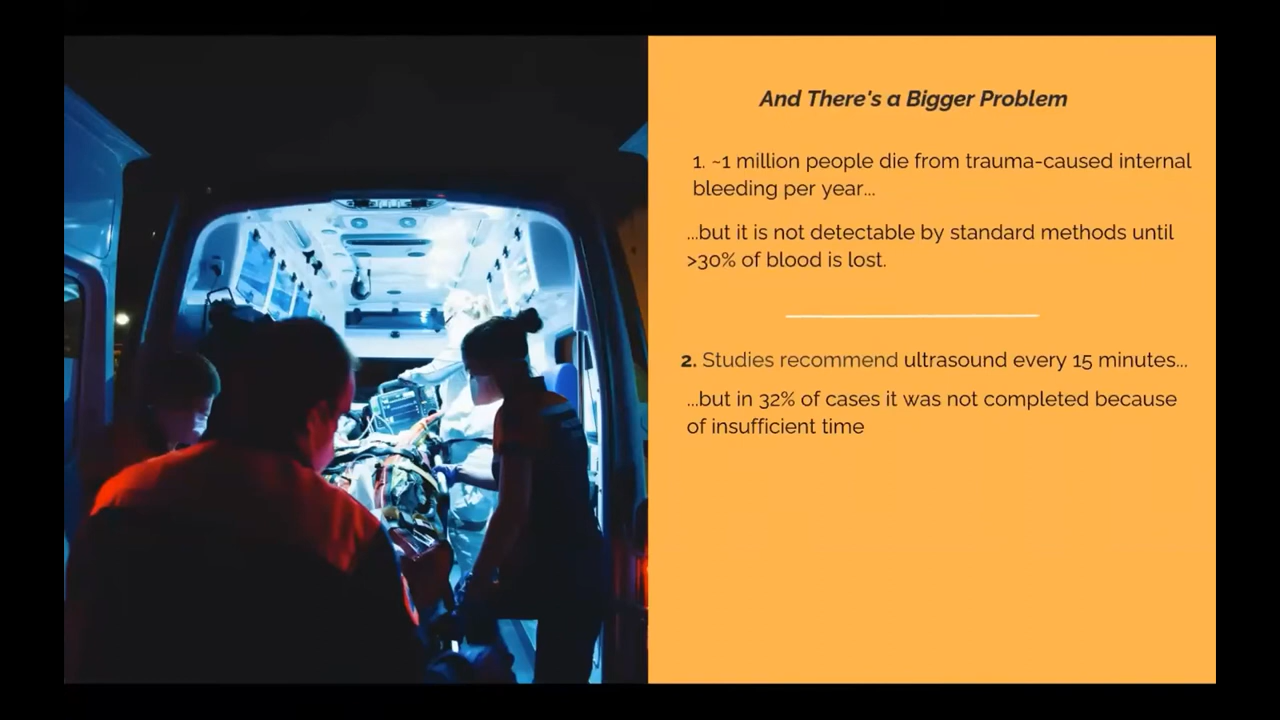 And There's a Bigger Problem
1. ~1 million people die from trauma-caused internal
bleeding per year...
...but it is not detectable by standard methods until
>30% of blood is lost.
2. Studies recommend ultrasound every 15 minutes...
...but in 32% of cases it was not completed because
of insufficient time